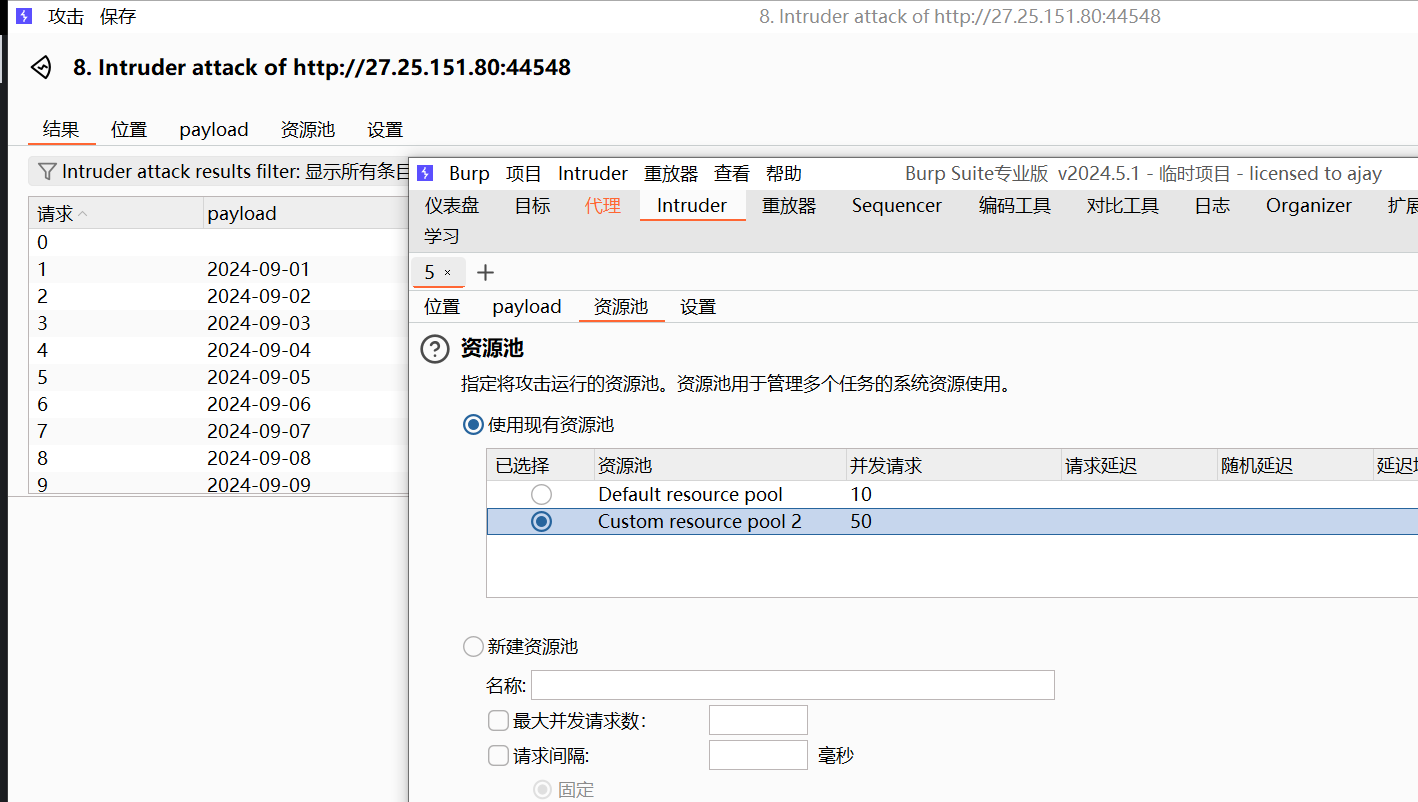 攻击 保存 8. Intruder attack of http://27.25.151.80:44548
8. Intruder attack of http://27.25.151.80:44548
结果 位置 payload 资源池 设置
Intruder attack results filter: 显示所有条目
请求 payload
0
1 2024-09-01
2 2024-09-02
3 2024-09-03
4 2024-09-04
5 2024-09-05
6 2024-09-06
7 2024-09-07
8 2024-09-08
9 2024-09-09
Burp 项目 Intruder 重放器 查看 帮助 Burp Suite专业版 v2024.5.1 - 临时项目 - licensed to ajay
仪表盘 目标 代理 Intruder 重放器 Sequencer 编码工具 对比工具 日志 Organizer 扩展
学习
5 × +
位置 payload 资源池 设置
? 资源池
指定将攻击运行的资源池。资源池用于管理多个任务的系统资源使用。
使用现有资源池
已选择 资源池 并发请求 请求延迟 随机延迟 延迟
Default resource pool 10
Custom resource pool 2 50
新建资源池
名称:
最大并发请求数：
请求间隔: 毫秒
固定